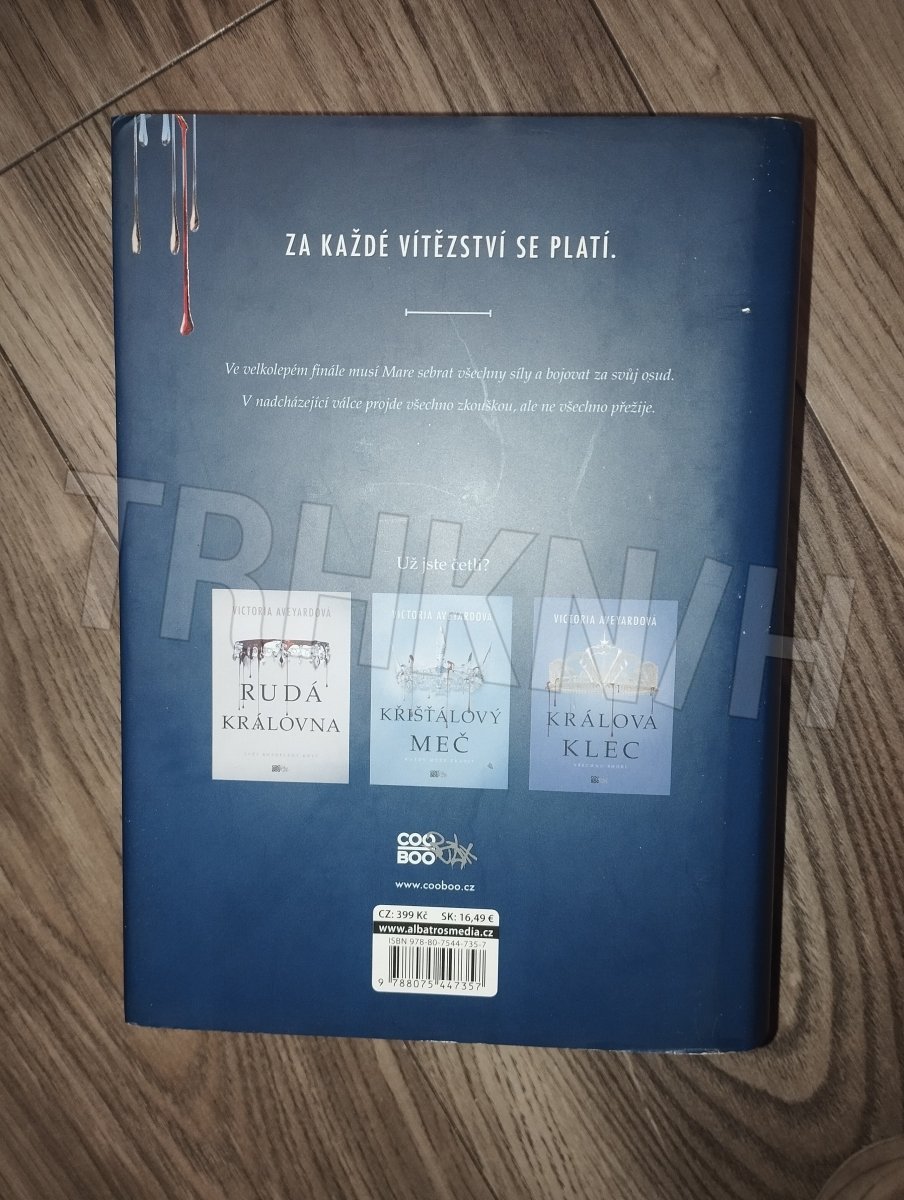 ZA KAŽDÉ VÍTĚZSTVÍ SE PLATÍ.
Ve velkolepém finále musí Mare sebrat všechny síly a bojovat za svůj osud.
V nadcházející válce projde všechno zkouškou, ale ne všechno přežije.
TRHKNIH
Už jste četli?
VICTORIA AVEYARDOVÁ
RUDÁ
KRÁLOVNA
VICTORIA AVEYARDOVÁ
KŘIŠŤÁLOVÝ
MEČ
VICTORIA AVEYARDOVÁ
KRÁLOVA
KLEC
COO
BOO
www.cooboo.cz
CZ: 399 Kč SK: 16,49 €
www.albatrosmedia.cz
ISBN 978-80-7544-735-7
9 788075 447357